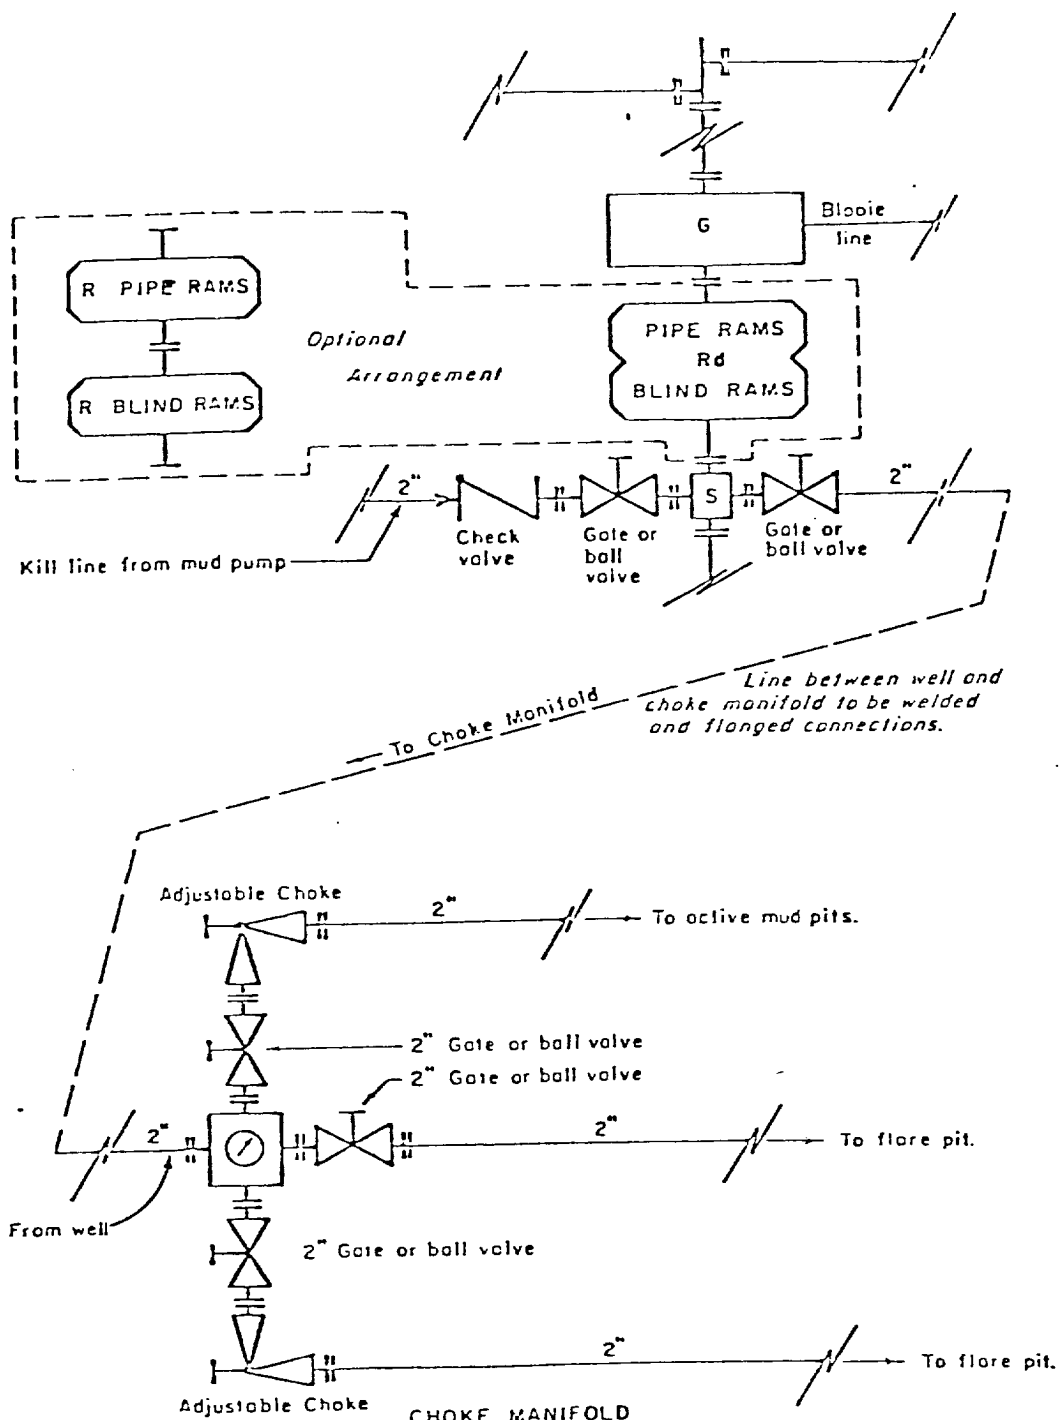 G
Blooie
line
R PIPE RAMS
R BLIND RAMS
Optional
Arrangement
PIPE RAMS
Rd
BLIND RAMS
2"
S
2"
Check
valve
Gate or
ball
valve
Gate or
ball valve
Kill line from mud pump
Line between well and
choke manifold to be welded
and flanged connections.
To Choke Manifold
Adjustable Choke
2"
To active mud pits.
2" Gate or ball valve
2" Gate or ball valve
2"
2"
To flare pit.
From well
2" Gate or ball valve
2"
To flare pit.
Adjustable Choke
CHOKE MANIFOLD